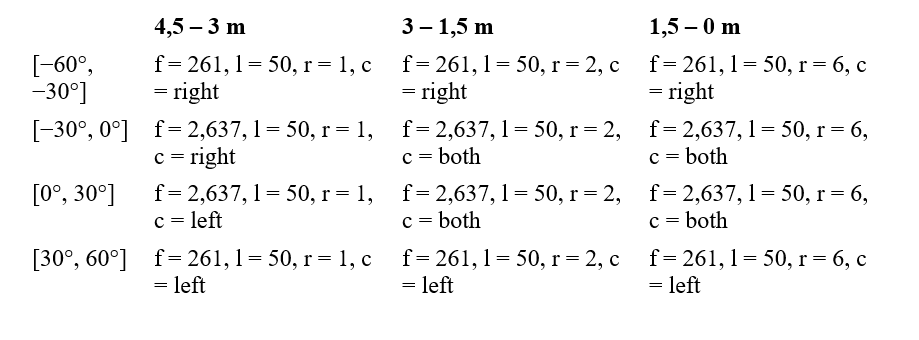 4,5 – 3 m 3 – 1,5 m 1,5 – 0 m
[−60°, f = 261, l = 50, r = 1, c f = 261, l = 50, r = 2, c f = 261, l = 50, r = 6, c
−30°] = right = right = right
[−30°, 0°] f = 2,637, l = 50, r = 1, f = 2,637, l = 50, r = 2, f = 2,637, l = 50, r = 6,
c = right c = both c = both
[0°, 30°] f = 2,637, l = 50, r = 1, f = 2,637, l = 50, r = 2, f = 2,637, l = 50, r = 6,
c = left c = both c = both
[30°, 60°] f = 261, l = 50, r = 1, c f = 261, l = 50, r = 2, c f = 261, l = 50, r = 6, c
= left = left = left